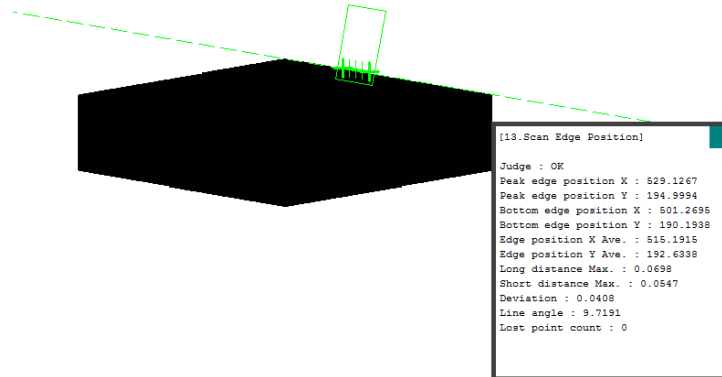 [13.Scan Edge Position]
Judge : OK
Peak edge position X : 529.1267
Peak edge position Y : 194.9994
Bottom edge position X : 501.2695
Bottom edge position Y : 190.1938
Edge position X Ave. : 515.1915
Edge position Y Ave. : 192.6338
Long distance Max. : 0.0698
Short distance Max. : 0.0547
Deviation : 0.0408
Line angle : 9.7191
Lost point count : 0